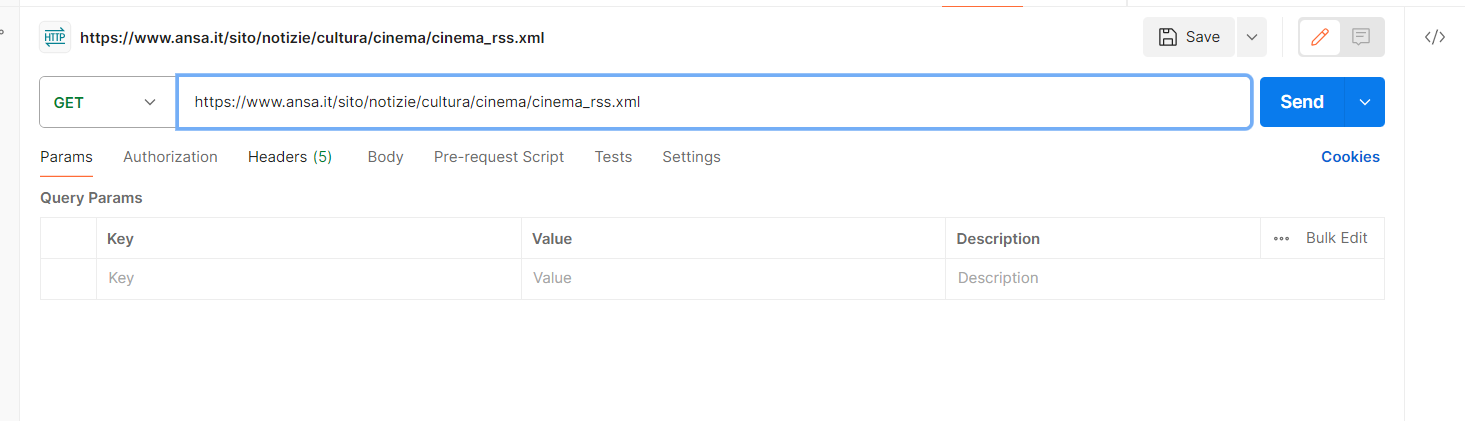 HTTP https://www.ansa.it/sito/notizie/cultura/cinema/cinema_rss.xml Save </>
GET https://www.ansa.it/sito/notizie/cultura/cinema/cinema_rss.xml Send
Params Authorization Headers (5) Body Pre-request Script Tests Settings Cookies
Query Params
Key Value Description Bulk Edit
Key Value Description